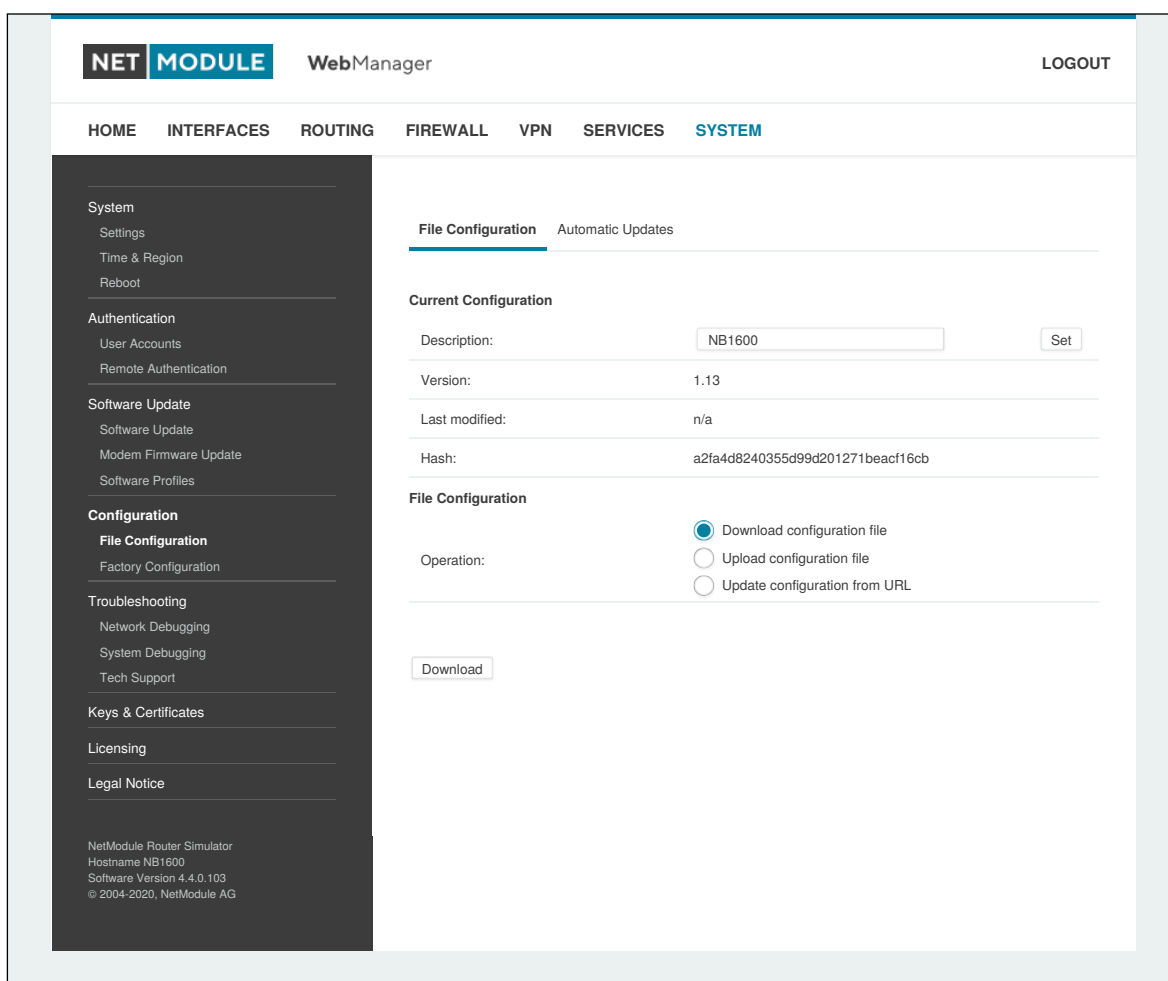 NET MODULE WebManager LOGOUT
HOME INTERFACES ROUTING FIREWALL VPN SERVICES SYSTEM
System
Settings
Time & Region
Reboot
Authentication
User Accounts
Remote Authentication
Software Update
Software Update
Modem Firmware Update
Software Profiles
Configuration
File Configuration
Factory Configuration
Troubleshooting
Network Debugging
System Debugging
Tech Support
Keys & Certificates
Licensing
Legal Notice
NetModule Router Simulator
Hostname NB1600
Software Version 4.4.0.103
© 2004-2020, NetModule AG
File Configuration Automatic Updates
Current Configuration
Description: NB1600 Set
Version: 1.13
Last modified: n/a
Hash: a2fa4d8240355d99d201271beacf16cb
File Configuration
Operation:
Download configuration file
Upload configuration file
Update configuration from URL
Download